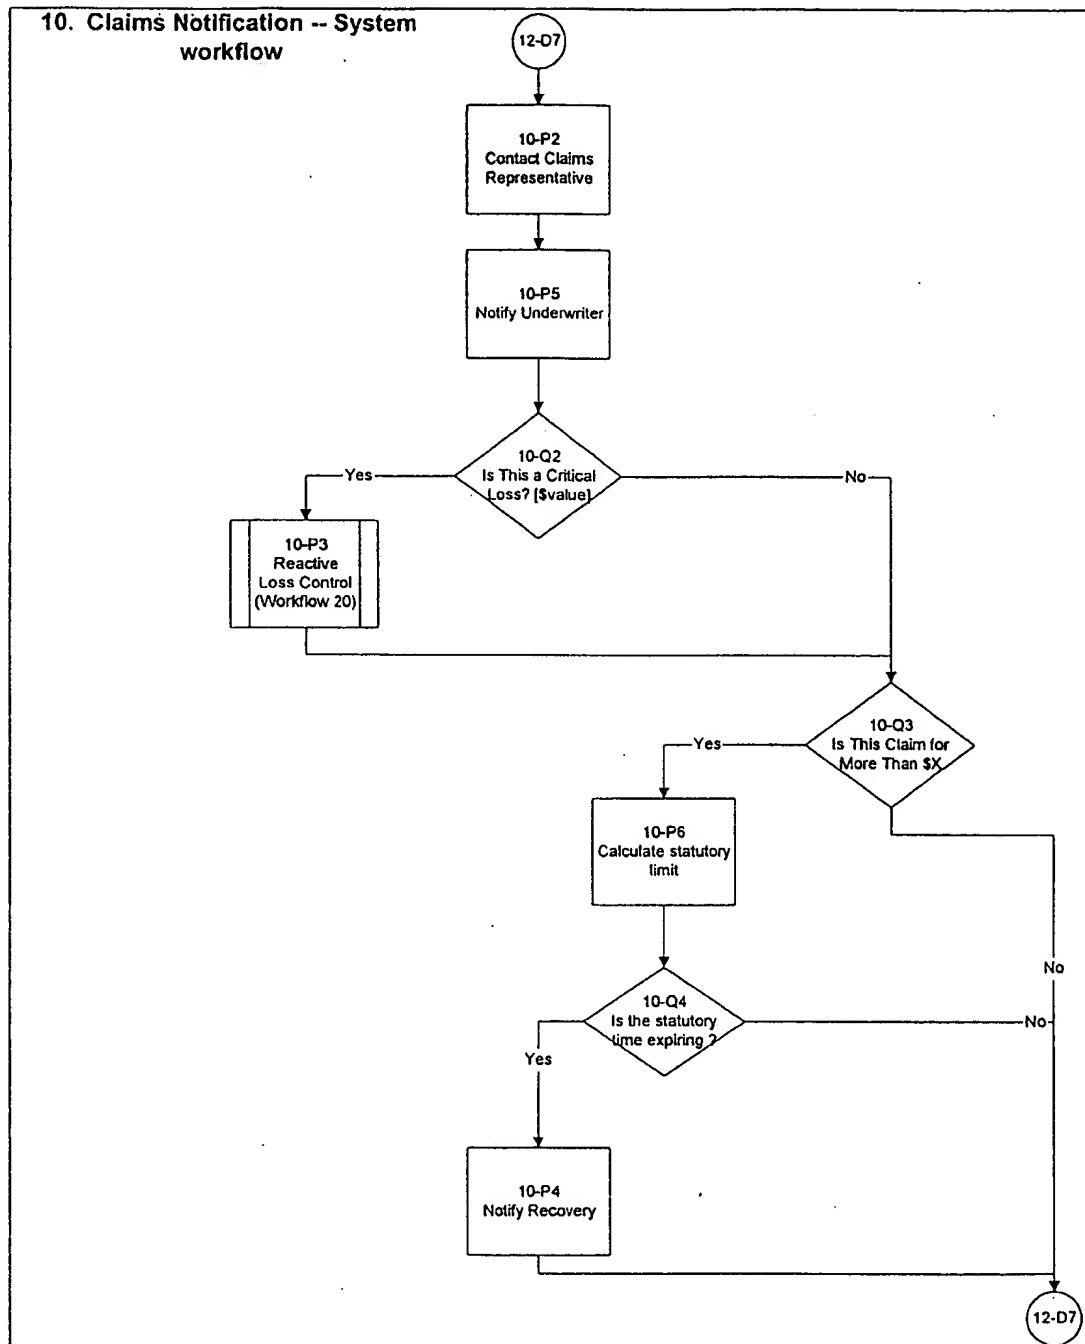 10. Claims Notification -- System
workflow
12-D7
10-P2
Contact Claims
Representative
10-P5
Notify Underwriter
10-Q2
Is This a Critical
Loss? [$value]
Yes
No
10-P3
Reactive
Loss Control
(Workflow 20)
10-Q3
Is This Claim for
More Than $X
Yes
10-P6
Calculate statutory
limit
No
10-Q4
Is the statutory
time expiring ?
No
Yes
10-P4
Notify Recovery
12-D7